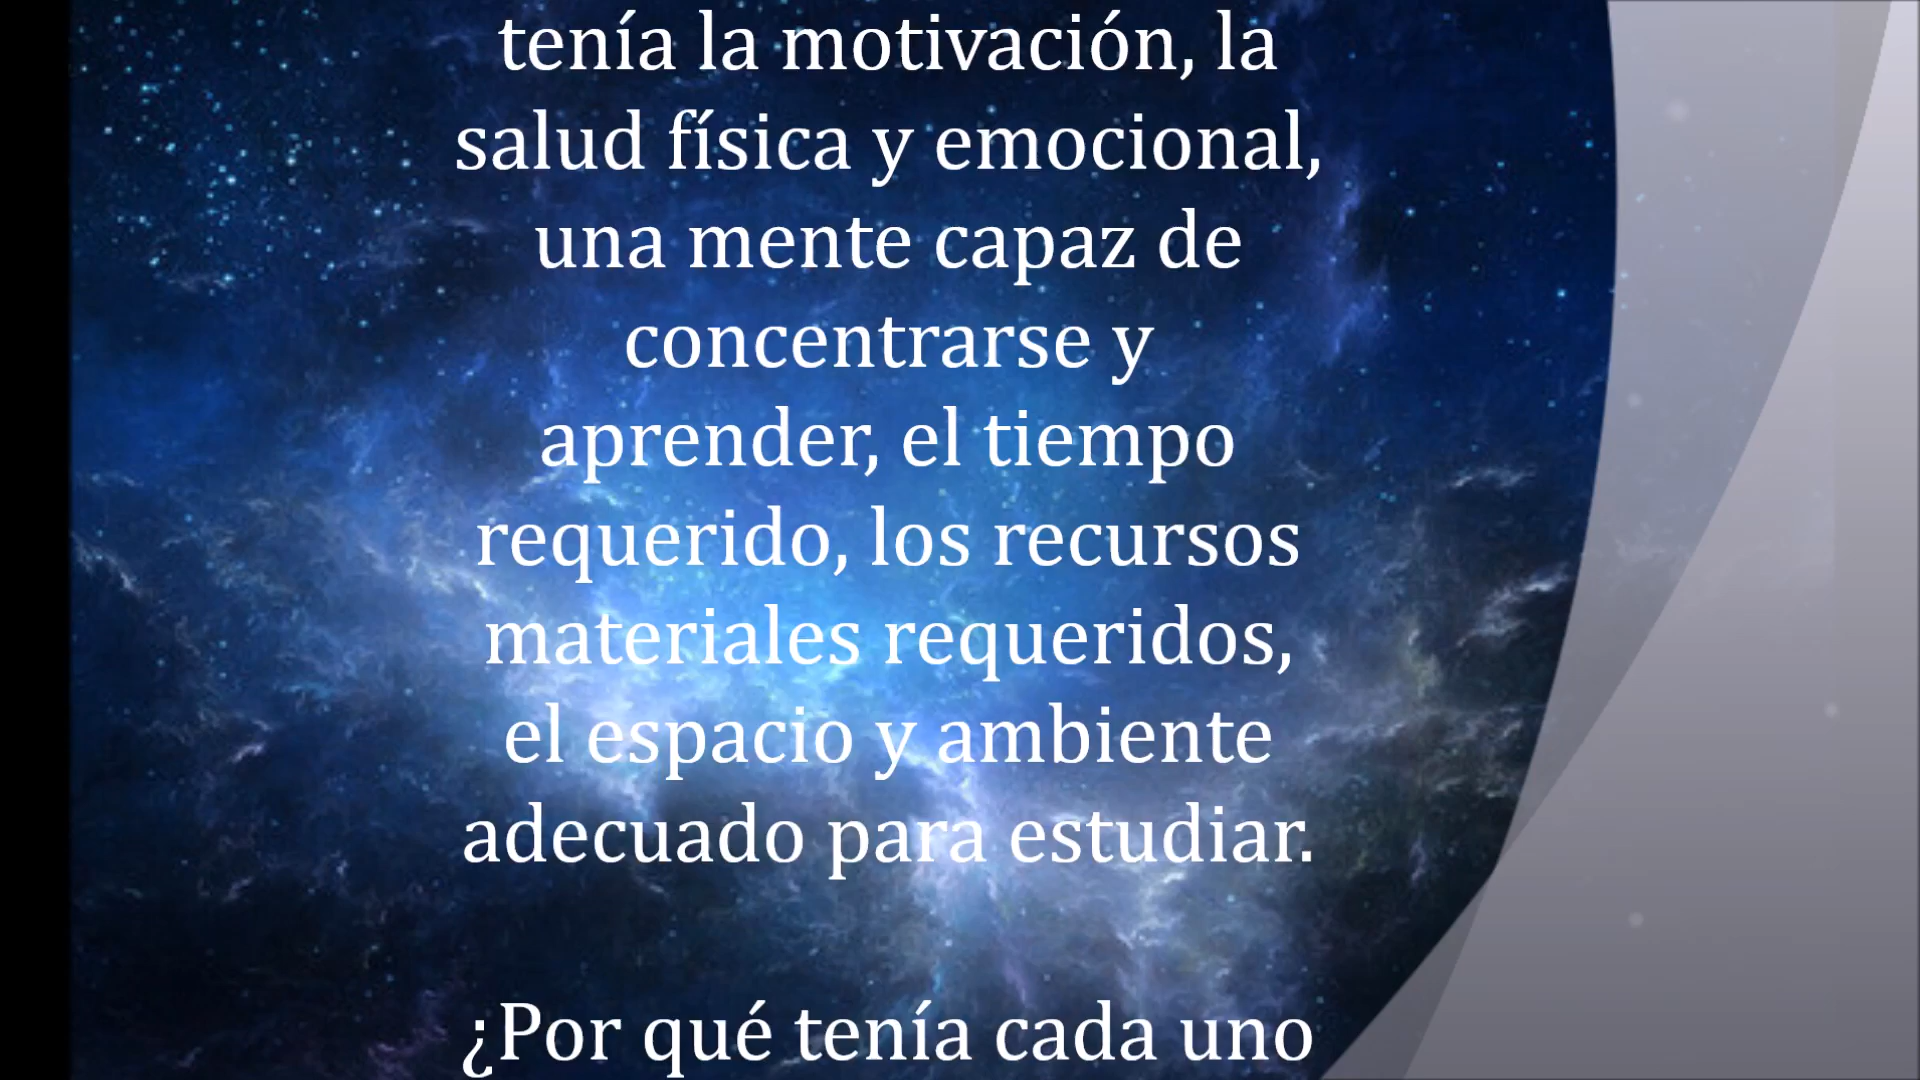 tenía la motivación, la
salud física y emocional,
una mente capaz de
concentrarse y
aprender, el tiempo
requerido, los recursos
materiales requeridos,
el espacio y ambiente
adecuado para estudiar.
¿Por qué tenía cada uno